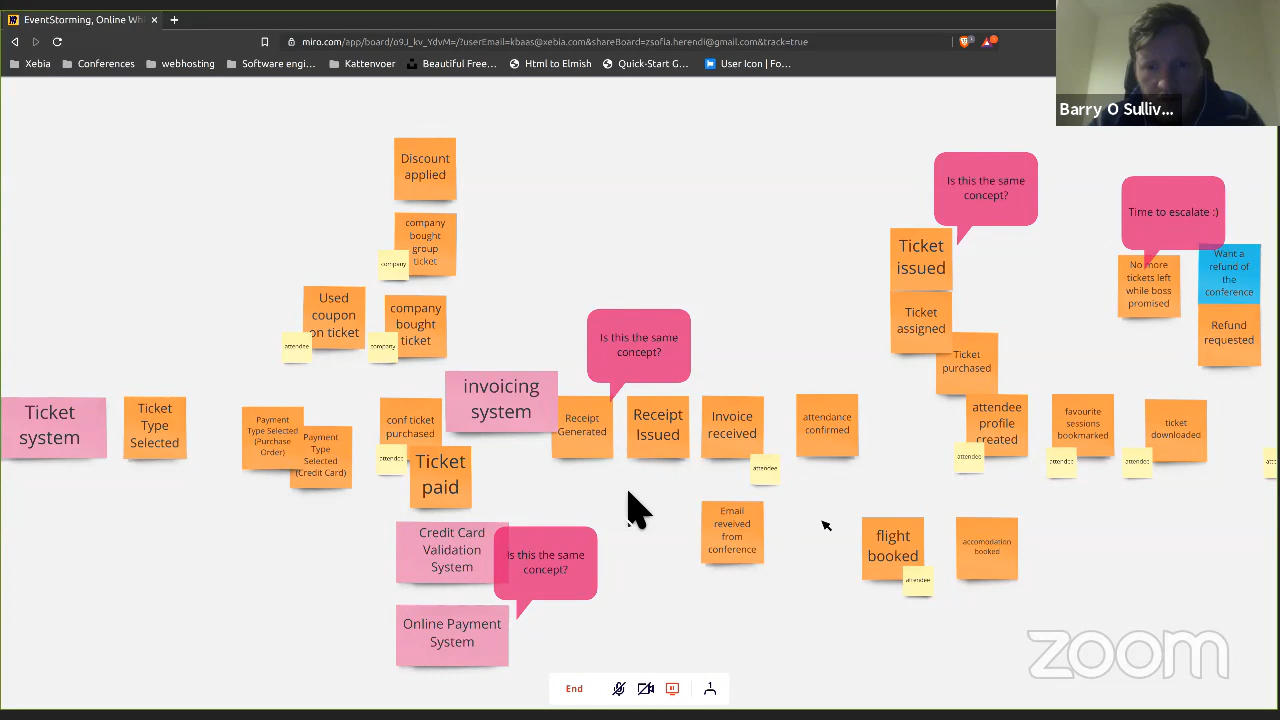 EventStorming, Online Whi
miro.com/app/board/o9J_kv_YdvM=/?userEmail=kbaas@xebia.com&shareBoard=zsofia.herendi@gmail.com&track=true
Xebia
Conferences
webhosting
Software engi...
Kattenvoer
Beautiful Free...
Html to Elmish
Quick-Start G...
User Icon | Fo...
Barry O Sulliv...
Discount
applied
company
bought
group
ticket
company
Used
coupon
on ticket
attendee
company
bought
ticket
company
Is this the same
concept?
Is this the same
concept?
Time to escalate :)
Ticket
issued
Ticket
assigned
Ticket
purchased
No more
tickets left
while boss
promised
Want a
refund of
the
conference
Refund
requested
Ticket
system
Ticket
Type
Selected
Payment
Type Selected
(Purchase
Order)
Payment
Type
Selected
(Credit Card)
conf ticket
purchased
attendee
Ticket
paid
invoicing
system
Receipt
Generated
Receipt
Issued
Invoice
received
attendee
attendance
confirmed
attendee
profile
created
attendee
favourite
sessions
bookmarked
attendee
ticket
downloaded
attendee
Credit Card
Validation
System
Is this the same
concept?
Online Payment
System
Email
reveived
from
conference
flight
booked
attendee
accomodation
booked
End
1
zoom